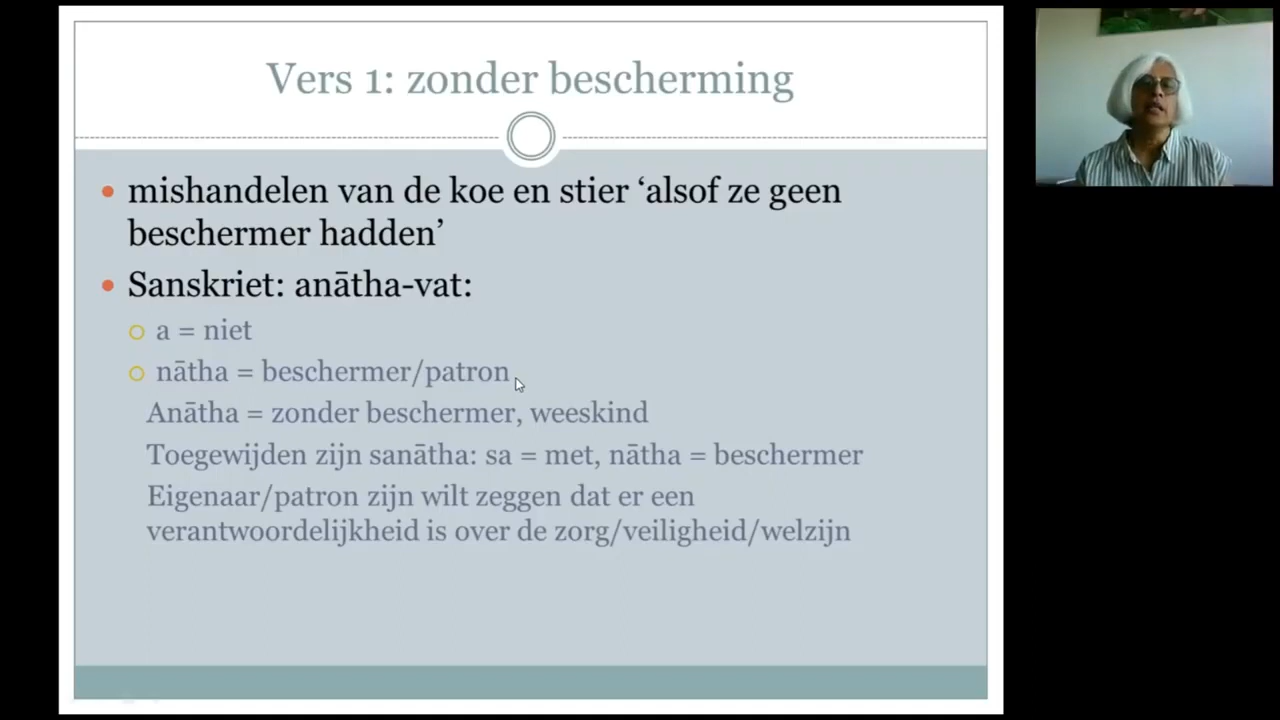 Vers 1: zonder bescherming
mishandelen van de koe en stier ‘alsof ze geen
beschermer hadden’
Sanskriet: anātha-vat:
a = niet
nātha = beschermer/patron
Anātha = zonder beschermer, weeskind
Toegewijden zijn sanātha: sa = met, nātha = beschermer
Eigenaar/patron zijn wilt zeggen dat er een
verantwoordelijkheid is over de zorg/veiligheid/welzijn